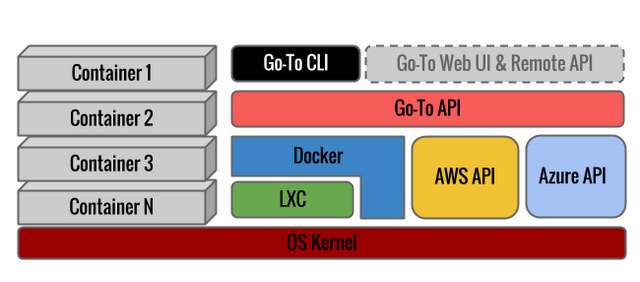 Container 1
Go-To CLI
Go-To Web UI & Remote API
Container 2
Go-To API
Container 3
Docker
AWS API
Azure API
Container N
LXC
OS Kernel